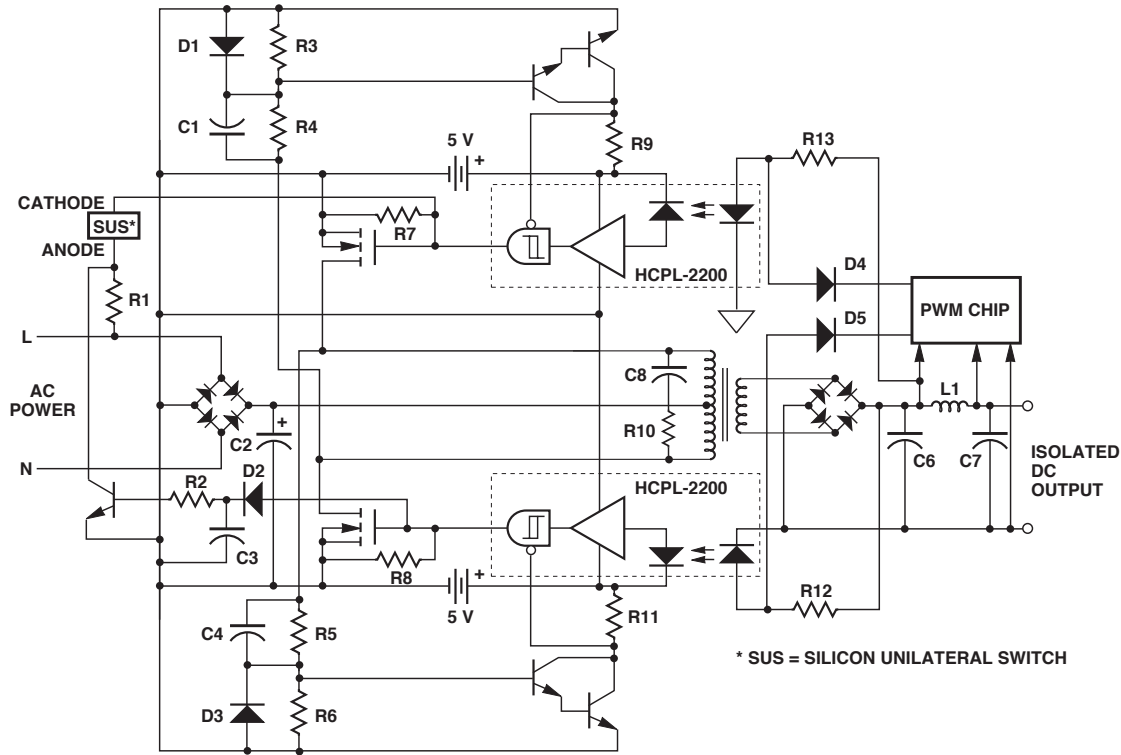 D1
R3
C1
R4
5 V
+
R9
R13
CATHODE
SUS*
ANODE
R7
HCPL-2200
D4
R1
PWM CHIP
D5
L
C8
L1
AC
POWER
+
C2
R10
C6
C7
N
D2
HCPL-2200
ISOLATED
DC
OUTPUT
R2
C3
R8
+
5 V
R12
R11
C4
R5
* SUS = SILICON UNILATERAL SWITCH
D3
R6